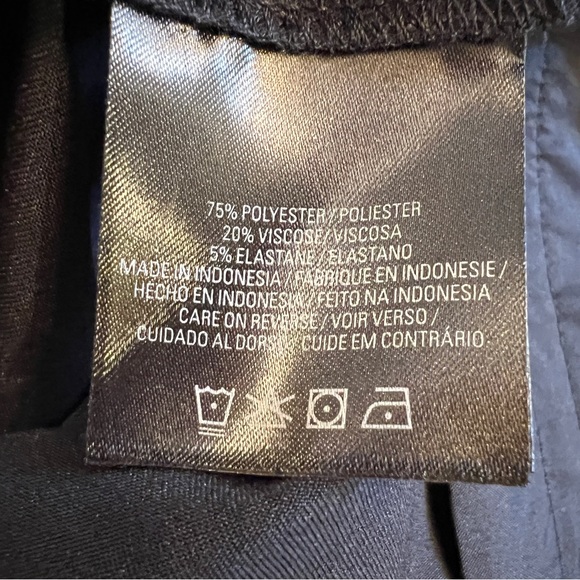 75% POLYESTER/POLIESTER
20% VISCOSE/VISCOSA
5% ELASTANE/ELASTANO
MADE IN INDONESIA / FABRIQUE EN INDONESIE /
HECHO EN INDONESIA / FEITO NA INDONESIA
CARE ON REVERSE / VOIR VERSO /
CUIDADO AL DORSO / CUIDE EM CONTRÁRIO